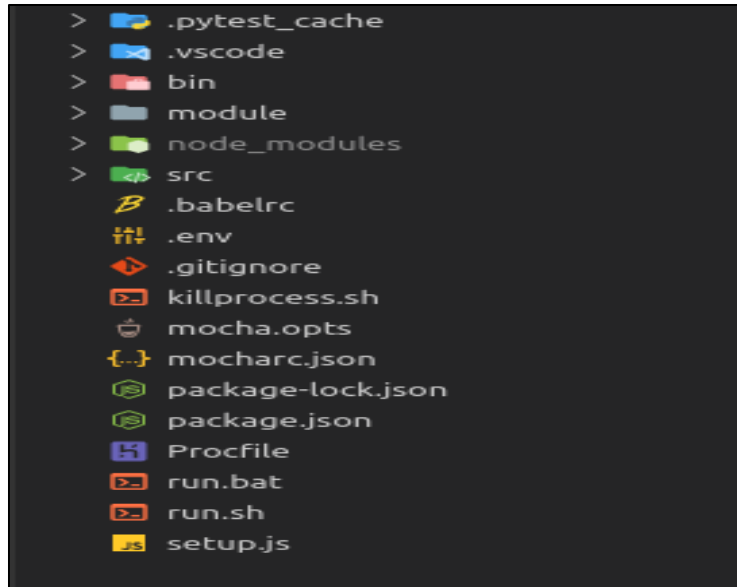 .pytest_cache
.vscode
bin
module
node_modules
src
.babelrc
.env
.gitignore
killprocess.sh
mocha.opts
mocharc.json
package-lock.json
package.json
Procfile
run.bat
run.sh
setup.js